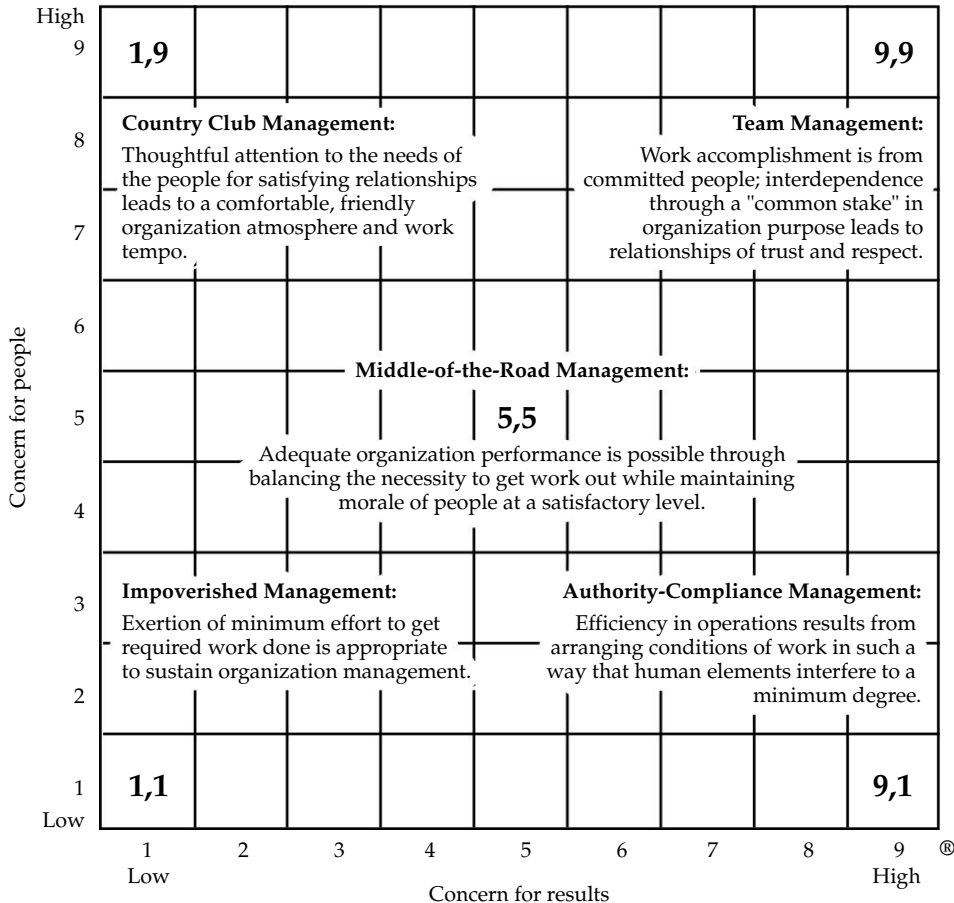 High
9
1,9
9,9
8
Country Club Management:
Thoughtful attention to the needs of
the people for satisfying relationships
leads to a comfortable, friendly
organization atmosphere and work
tempo.
Team Management:
Work accomplishment is from
committed people; interdependence
through a "common stake" in
organization purpose leads to
relationships of trust and respect.
7
6
Concern for people
Middle-of-the-Road Management:
5
5,5
Adequate organization performance is possible through
balancing the necessity to get work out while maintaining
morale of people at a satisfactory level.
4
3
Impoverished Management:
Exertion of minimum effort to get
required work done is appropriate
to sustain organization management.
Authority-Compliance Management:
Efficiency in operations results from
arranging conditions of work in such a
way that human elements interfere to a
minimum degree.
2
1
Low
1,1
9,1
1 2 3 4 5 6 7 8 9 ®
Low High
Concern for results